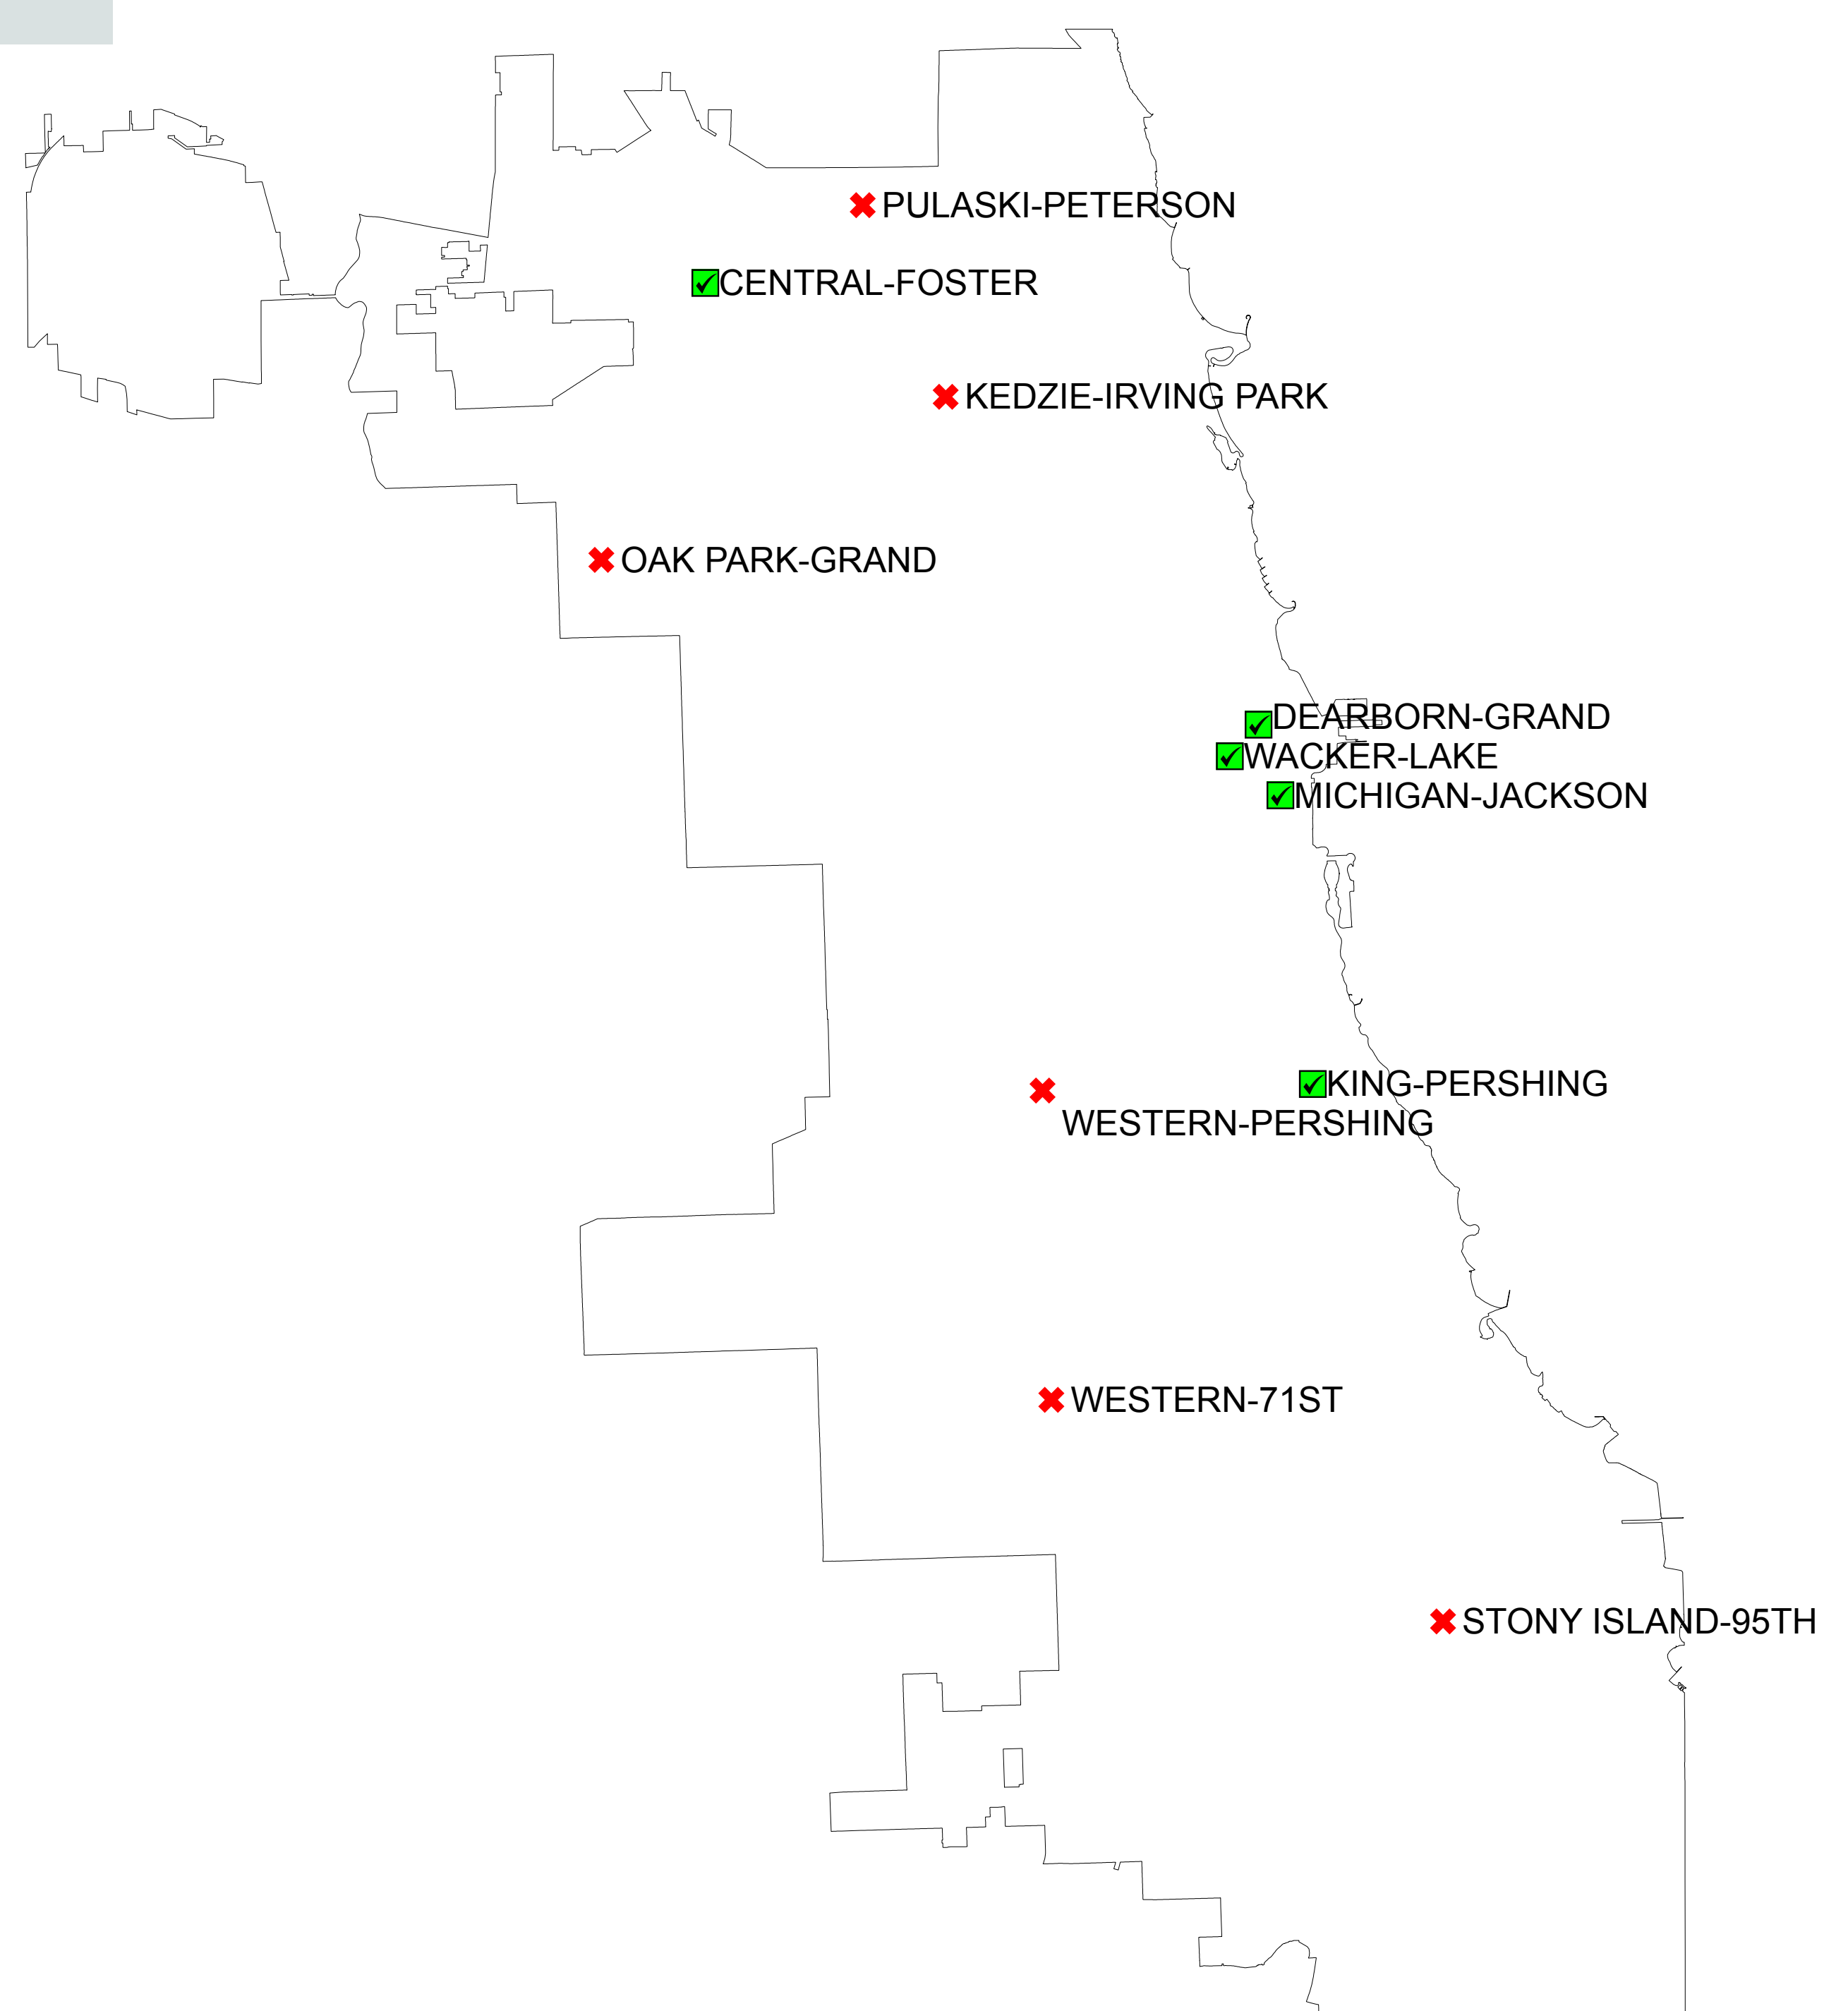 PULASKI-PETERSON
CENTRAL-FOSTER
KEDZIE-IRVING PARK
OAK PARK-GRAND
DEARBORN-GRAND
WACKER-LAKE
MICHIGAN-JACKSON
KING-PERSHING
WESTERN-PERSHING
WESTERN-71ST
STONY ISLAND-95TH